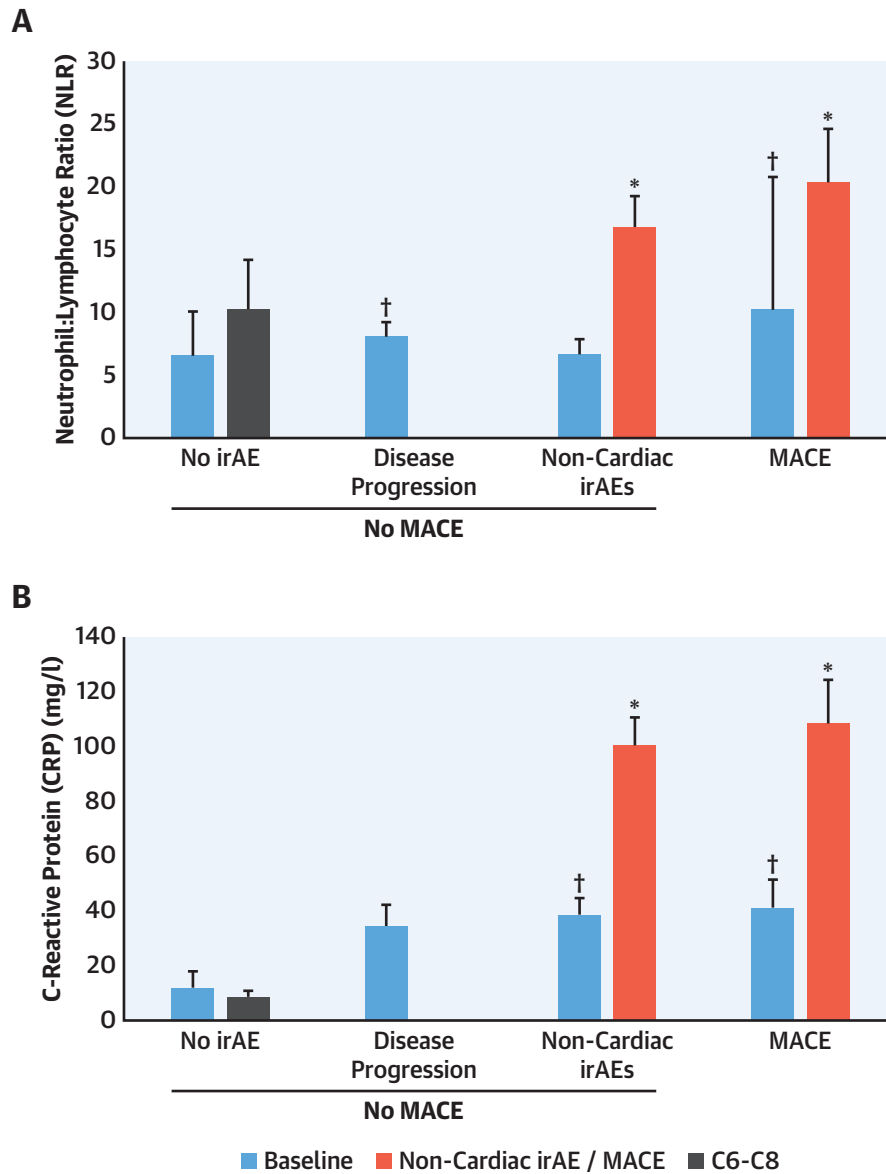 A
Neutrophil:Lymphocyte Ratio (NLR)
30
25
20
15
10
5
0
†
*
†
*
No irAE
Disease
Progression
Non-Cardiac
irAEs
MACE
No MACE
B
C-Reactive Protein (CRP) (mg/l)
140
120
100
80
60
40
20
0
†
*
†
*
No irAE
Disease
Progression
Non-Cardiac
irAEs
MACE
No MACE
Baseline
Non-Cardiac irAE / MACE
C6-C8